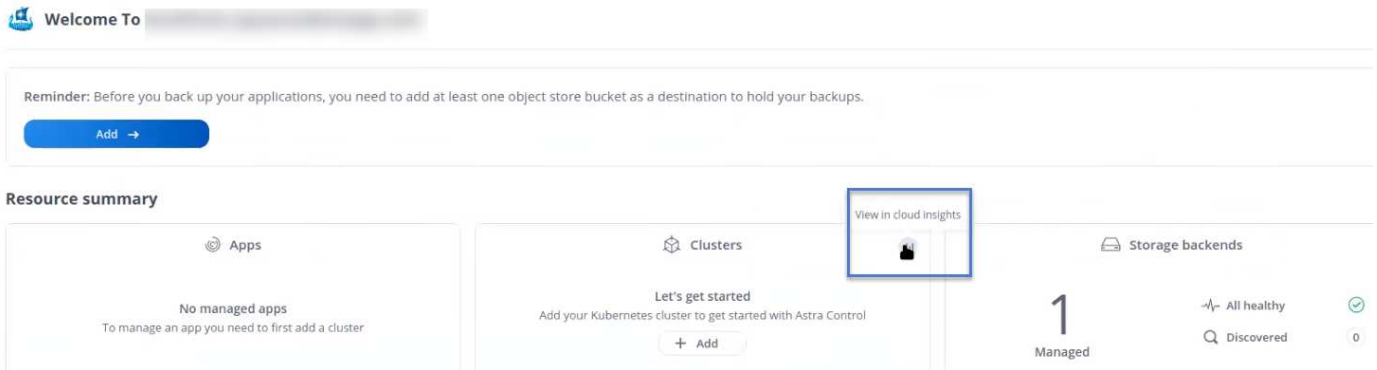 Welcome To
Reminder: Before you back up your applications, you need to add at least one object store bucket as a destination to hold your backups.
Add →
Resource summary
View in cloud insights
Apps
No managed apps
To manage an app you need to first add a cluster
Clusters
Let's get started
Add your Kubernetes cluster to get started with Astra Control
+ Add
Storage backends
1
Managed
All healthy
Discovered 0